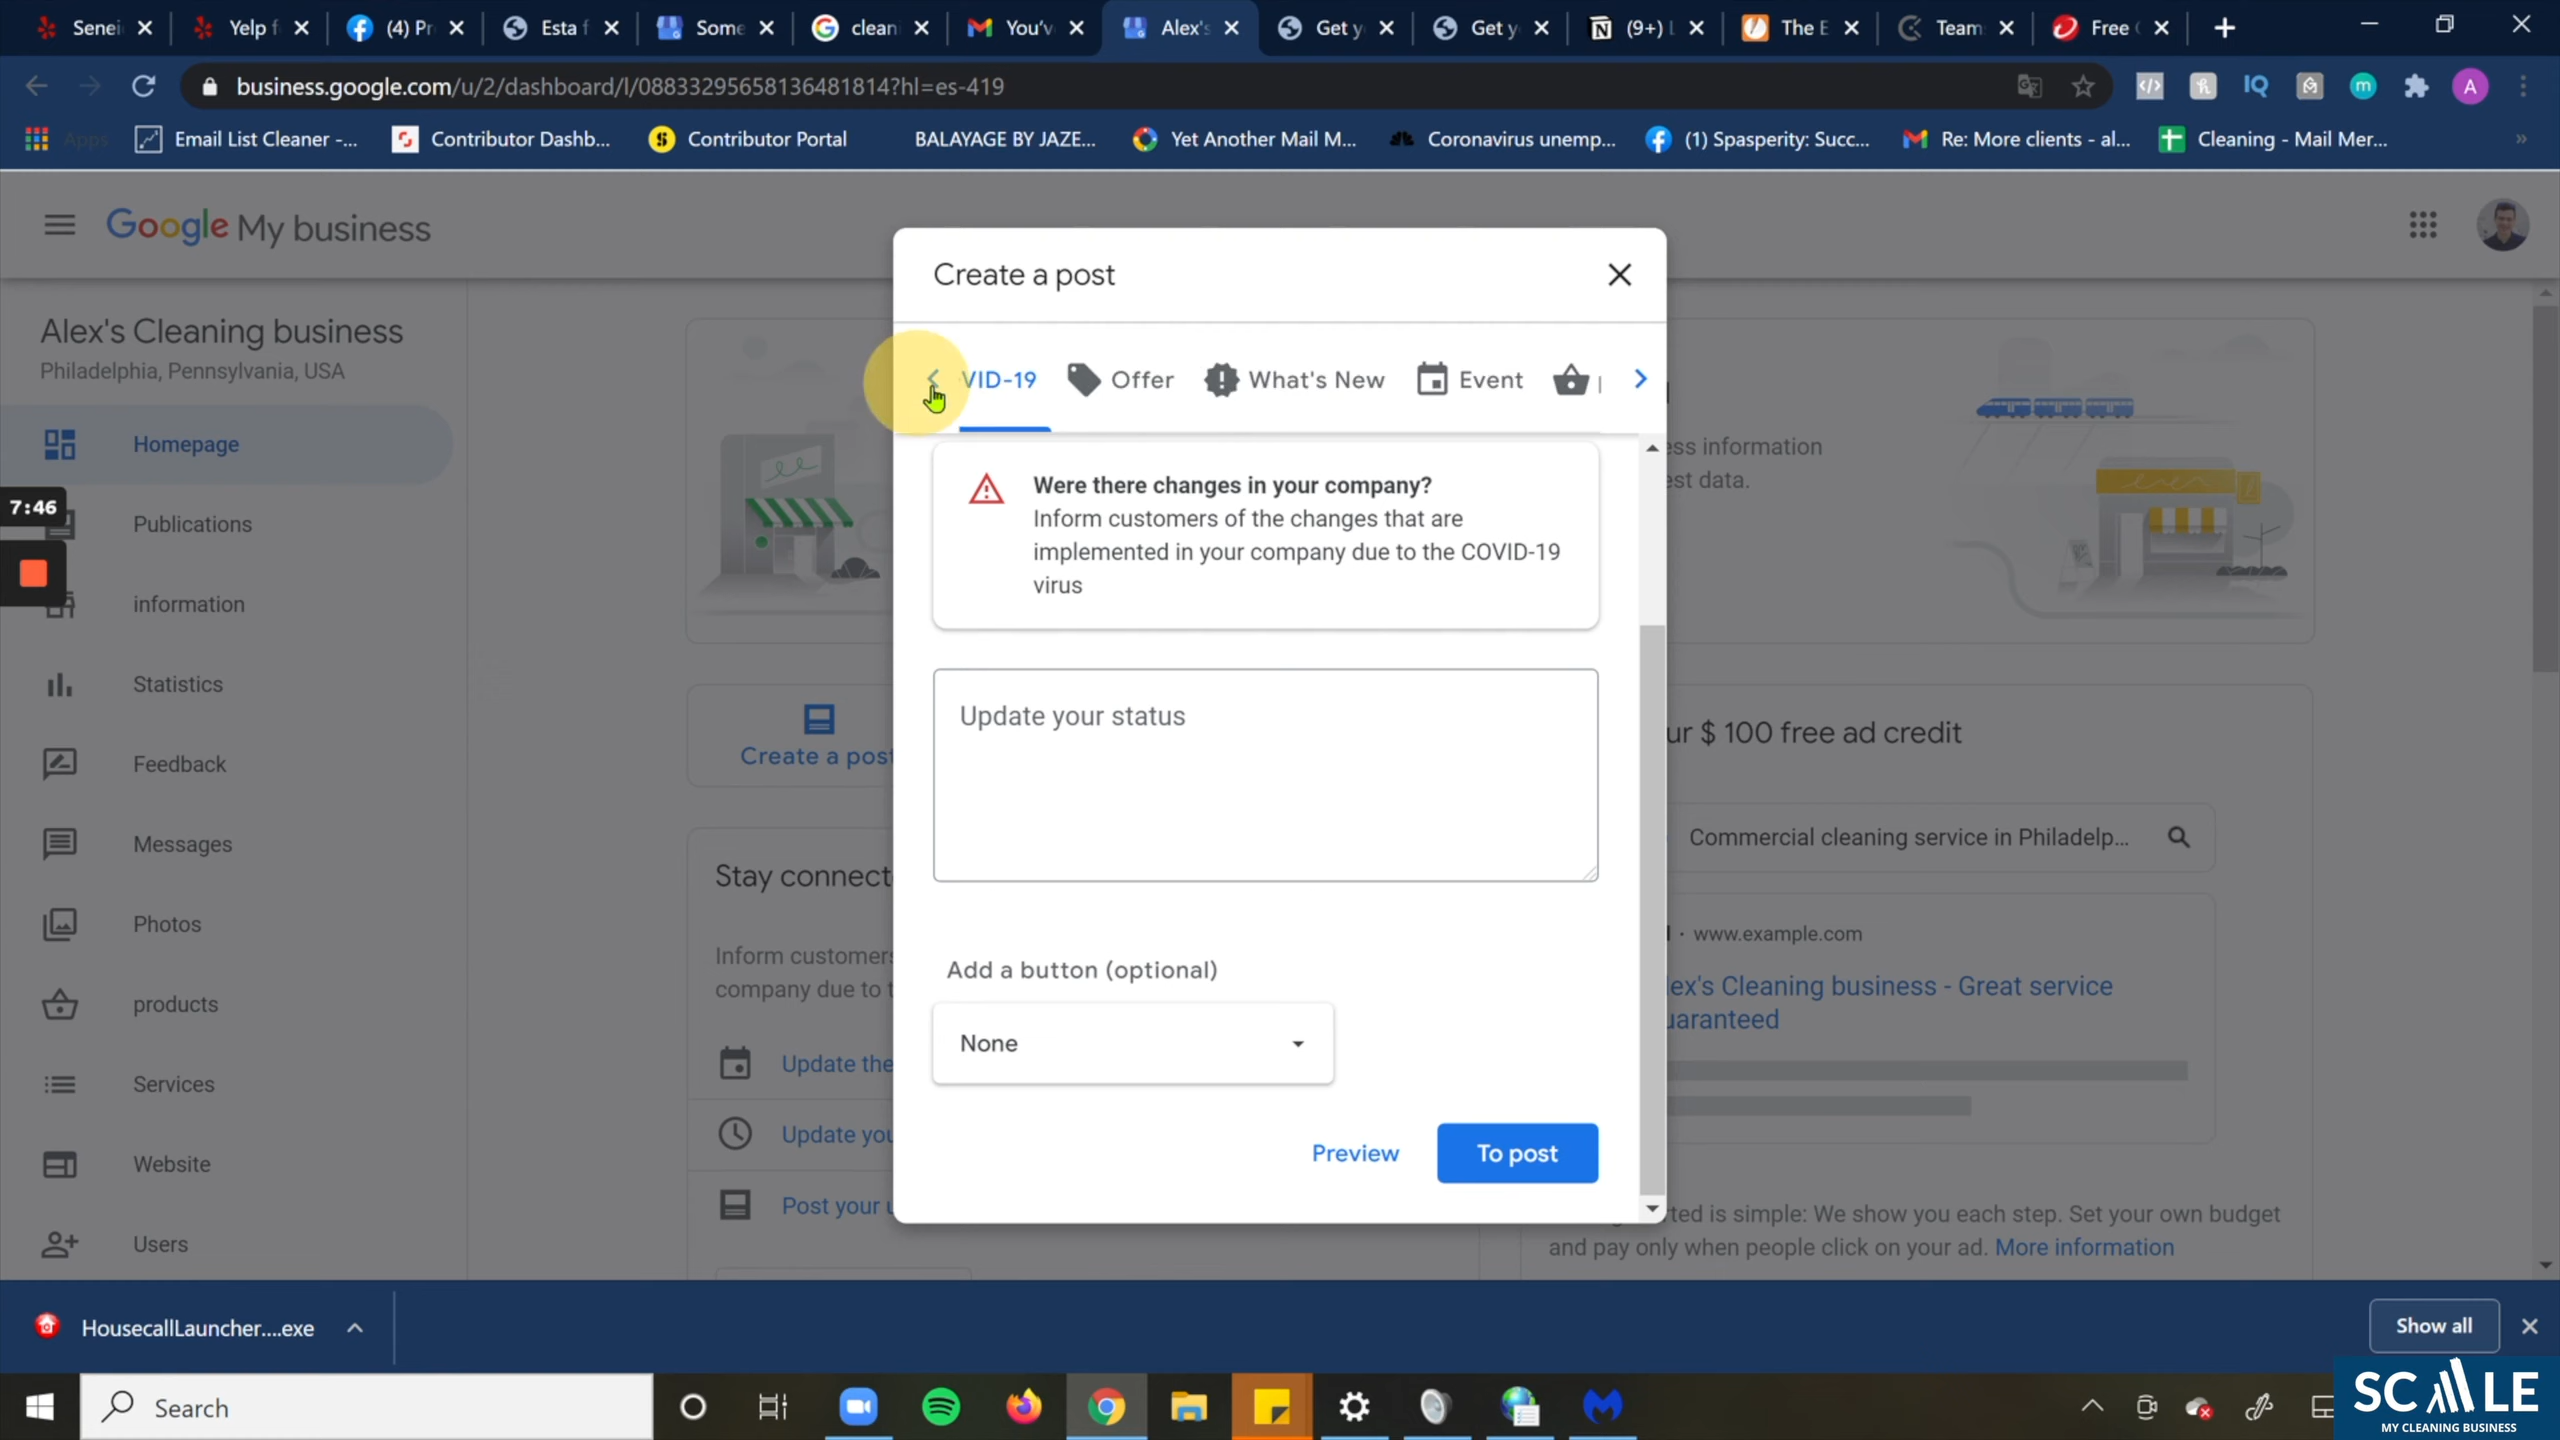 Senei
Yelp f
(4) Pr
Esta f
Some
clean
You'v
Alex's
Get y
Get y
(9+) L
The E
Team
Free
business.google.com/u/2/dashboard/l/08833295658136481814?hl=es-419
Apps
Email List Cleaner -...
Contributor Dashb...
Contributor Portal
BALAYAGE BY JAZE...
Yet Another Mail M...
Coronavirus unemp...
(1) Spasperity: Succ...
Re: More clients - al...
Cleaning - Mail Mer...
»
Google My business
Alex's Cleaning business
Philadelphia, Pennsylvania, USA
Homepage
7:46
Publications
information
Statistics
Feedback
Messages
Photos
products
Services
Website
Users
Create a post
VID-19
Offer
What's New
Event
Were there changes in your company?
Inform customers of the changes that are
implemented in your company due to the COVID-19
virus
Update your status
Add a button (optional)
None
Preview
To post
Create a post
Stay connect
Inform customers
company due to t
Update the
Update you
Post your u
ess information
est data.
ur $ 100 free ad credit
Commercial cleaning service in Philadelp...
· www.example.com
ex's Cleaning business - Great service
uaranteed
ted is simple: We show you each step. Set your own budget
and pay only when people click on your ad. More information
HousecallLauncher....exe
Show all
Search
SCALE
MY CLEANING BUSINESS